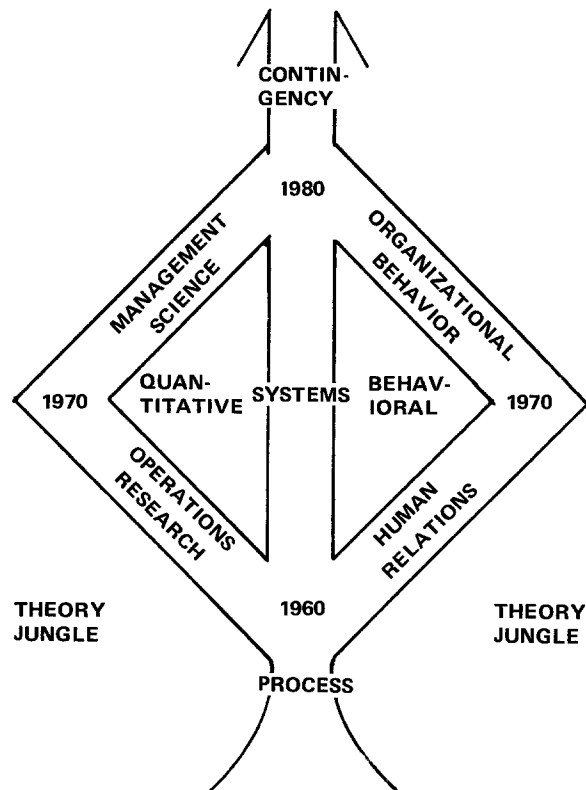 CONTIN-
GENCY
1980
MANAGEMENT
SCIENCE
ORGANIZATIONAL
BEHAVIOR
QUAN-
TITATIVE
SYSTEMS
BEHAV-
IORAL
1970
1970
OPERATIONS
RESEARCH
HUMAN
RELATIONS
1960
THEORY
JUNGLE
THEORY
JUNGLE
PROCESS